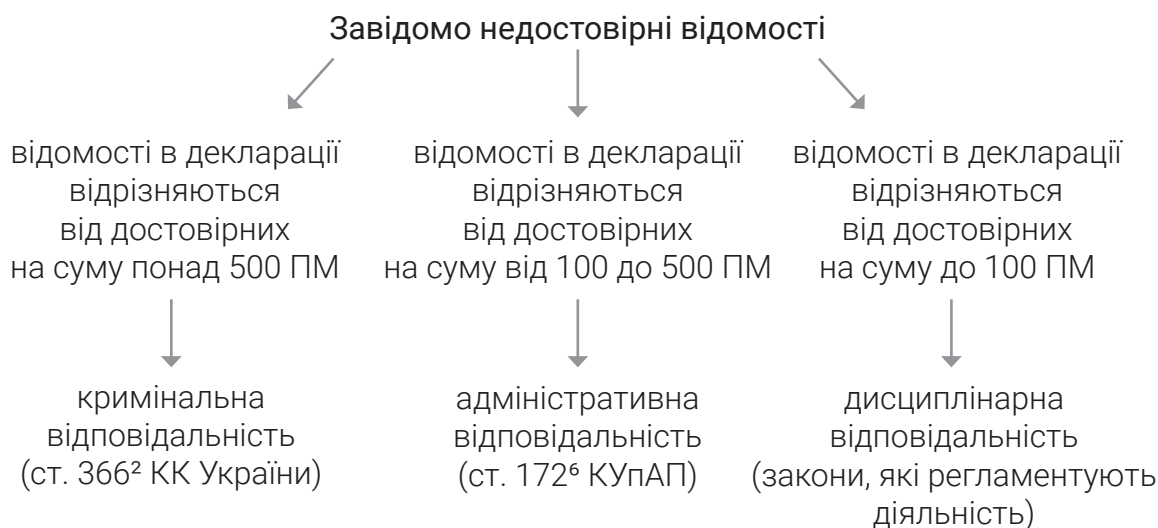 Завідомо недостовірні відомості
відомості в декларації
відрізняються
від достовірних
на суму понад 500 ПМ
кримінальна
відповідальність
(ст. 366² КК України)
відомості в декларації
відрізняються
від достовірних
на суму від 100 до 500 ПМ
адміністративна
відповідальність
(ст. 172⁶ КУпАП)
відомості в декларації
відрізняються
від достовірних
на суму до 100 ПМ
дисциплінарна
відповідальність
(закони, які регламентують
діяльність)